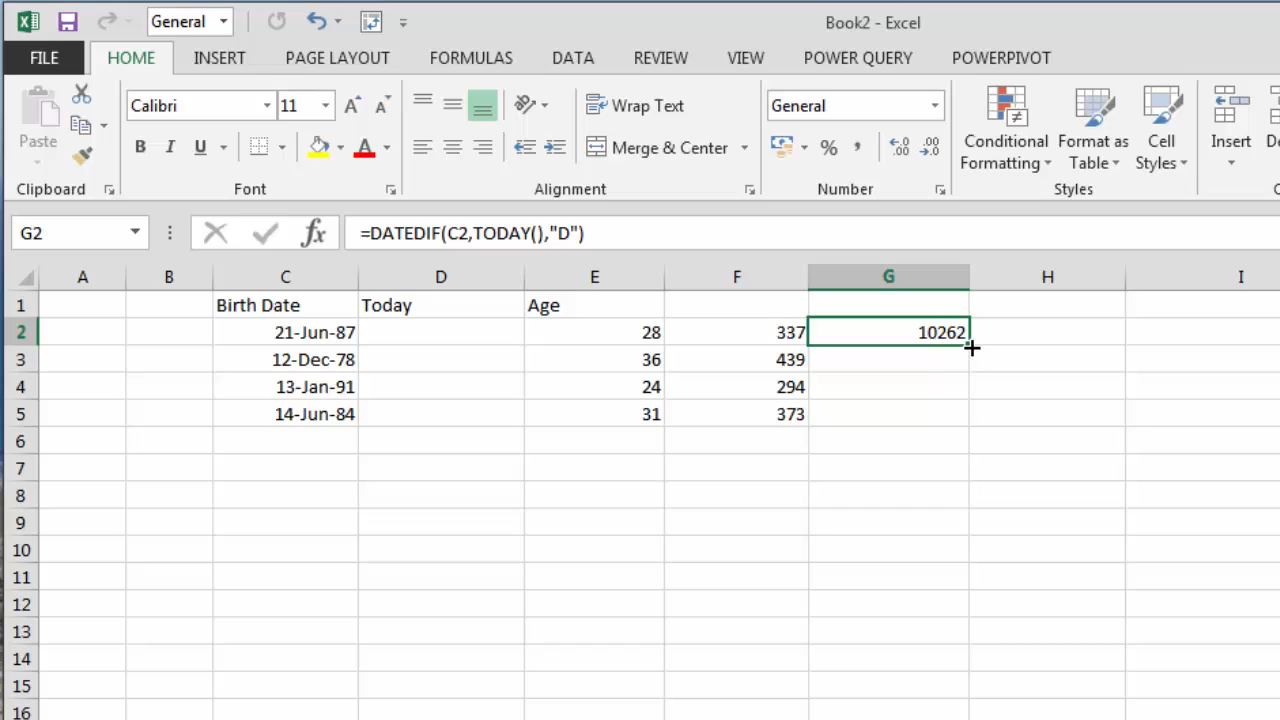 General
Book2 - Excel
FILE HOME INSERT PAGE LAYOUT FORMULAS DATA REVIEW VIEW POWER QUERY POWERPIVOT
Paste
Calibri 11 A A
B I U A
Wrap Text
Merge & Center
General
% ,
.00 .00
Conditional Formatting
Format as Table
Cell Styles
Insert
Clipboard Font Alignment Number Styles
G2 fx =DATEDIF(C2,TODAY(),"D")
A B C D E F G H I
1 Birth Date Today Age
2 21-Jun-87 28 337 10262
3 12-Dec-78 36 439
4 13-Jan-91 24 294
5 14-Jun-84 31 373
6
7
8
9
10
11
12
13
14
15
16